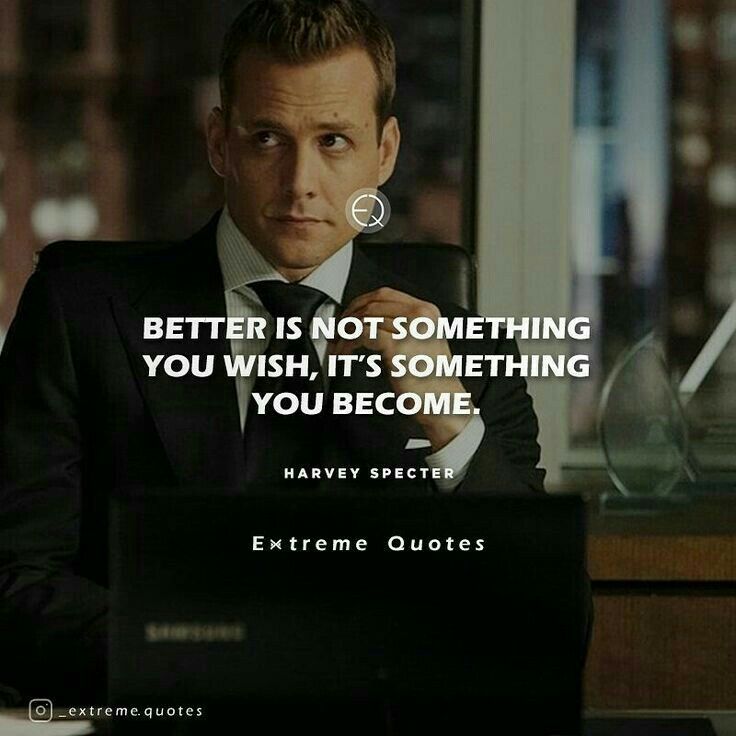 EQ
BETTER IS NOT SOMETHING
YOU WISH, IT'S SOMETHING
YOU BECOME.
HARVEY SPECTER
Extreme Quotes
SAMSUNG
_extreme.quotes